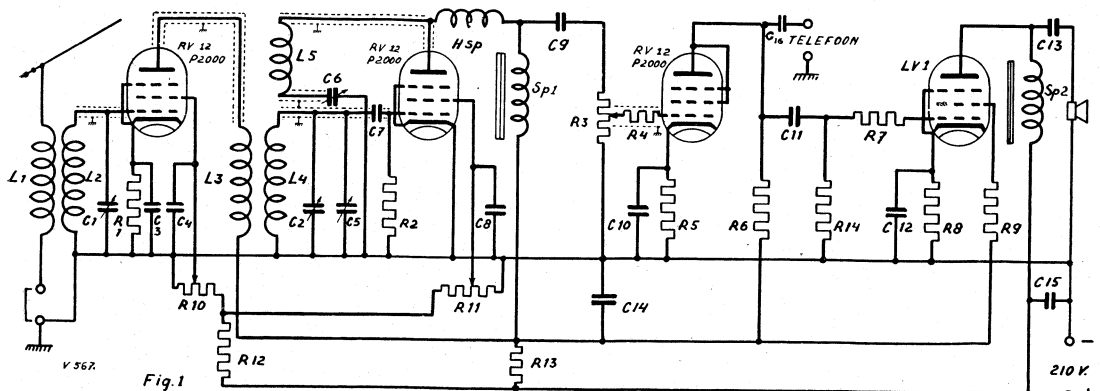 RV 12
P2000
L5
C6
RV 12
P2000
HSp
C7
Sp1
C9
R3
R4
RV 12
P2000
C16 TELEFOON
C11
R7
LV1
Sp2
C13
L1
L2
C1
R1
C3
C4
L3
L4
C2
C5
R2
C8
C10
R5
R6
R14
C12
R8
R9
R10
R11
C14
C15
R12
R13
V 567.
Fig.1
–
210 V.